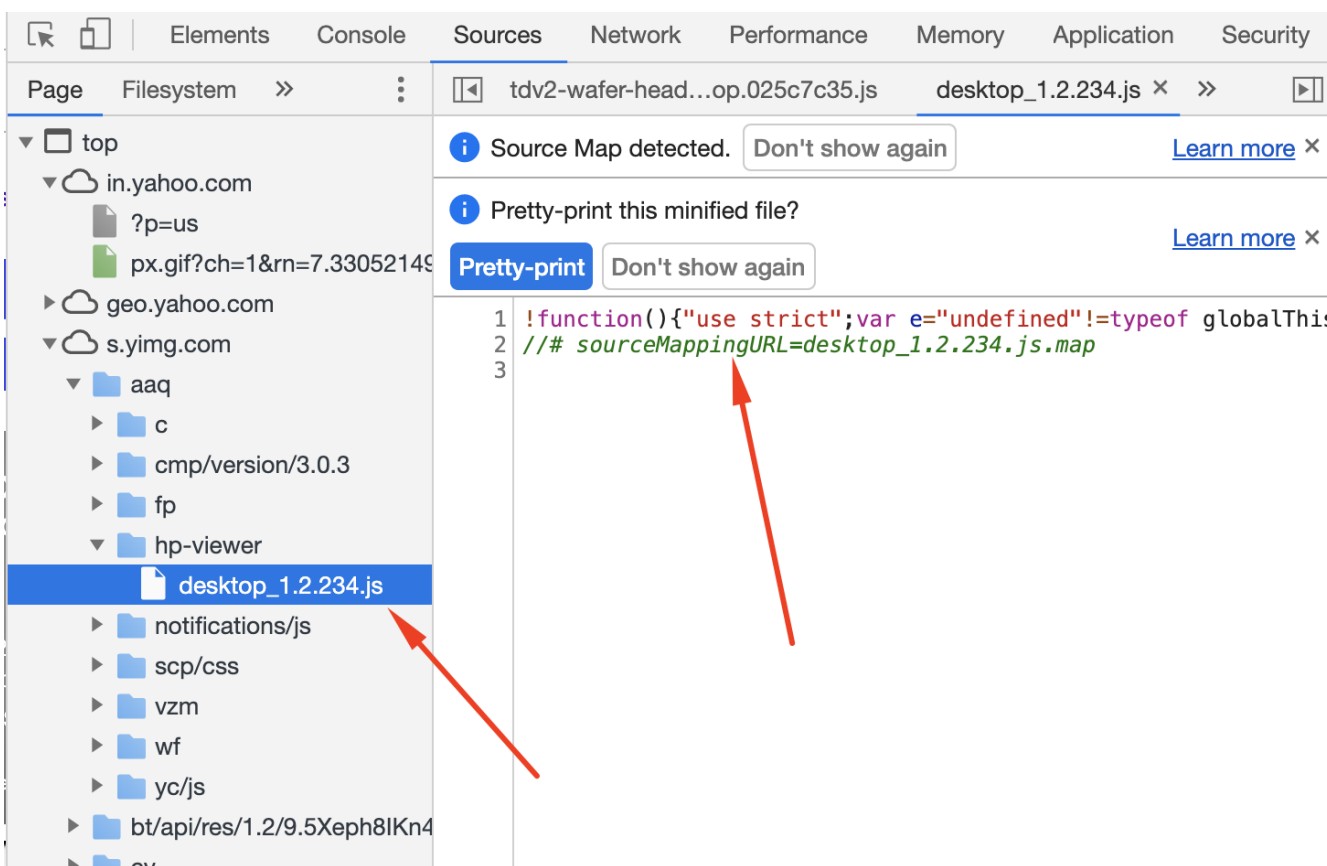 Elements Console Sources Network Performance Memory Application Security
Page Filesystem » tdv2-wafer-head…op.025c7c35.js desktop_1.2.234.js × »
top
in.yahoo.com
?p=us
px.gif?ch=1&rn=7.33052149
geo.yahoo.com
s.yimg.com
aaq
c
cmp/version/3.0.3
fp
hp-viewer
desktop_1.2.234.js
notifications/js
scp/css
vzm
wf
yc/js
bt/api/res/1.2/9.5Xeph8IKn4
Source Map detected. Don't show again Learn more ×
Pretty-print this minified file?
Learn more ×
Pretty-print Don't show again
1 !function(){"use strict";var e="undefined"!=typeof globalThis
2 //# sourceMappingURL=desktop_1.2.234.js.map
3